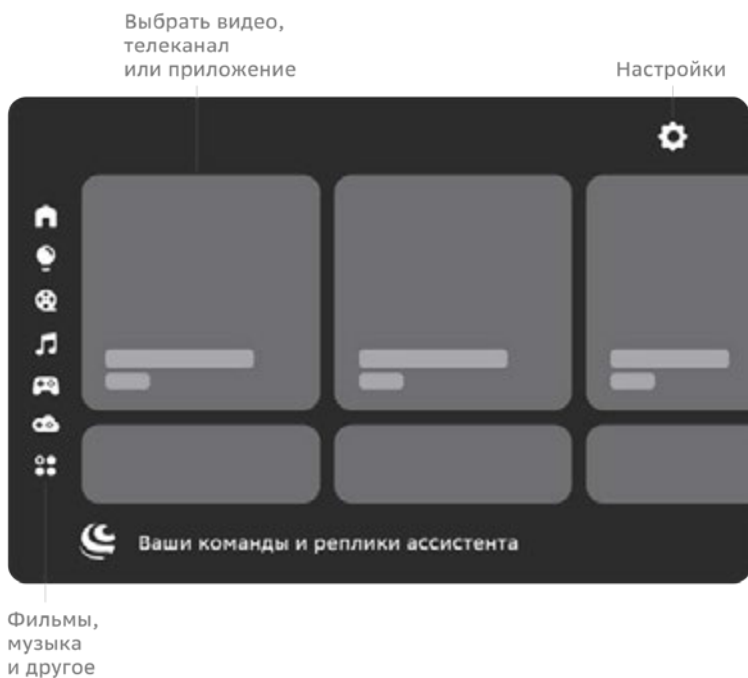 Выбрать видео,
телеканал
или приложение
Настройки
Ваши команды и реплики ассистента
Фильмы,
музыка
и другое